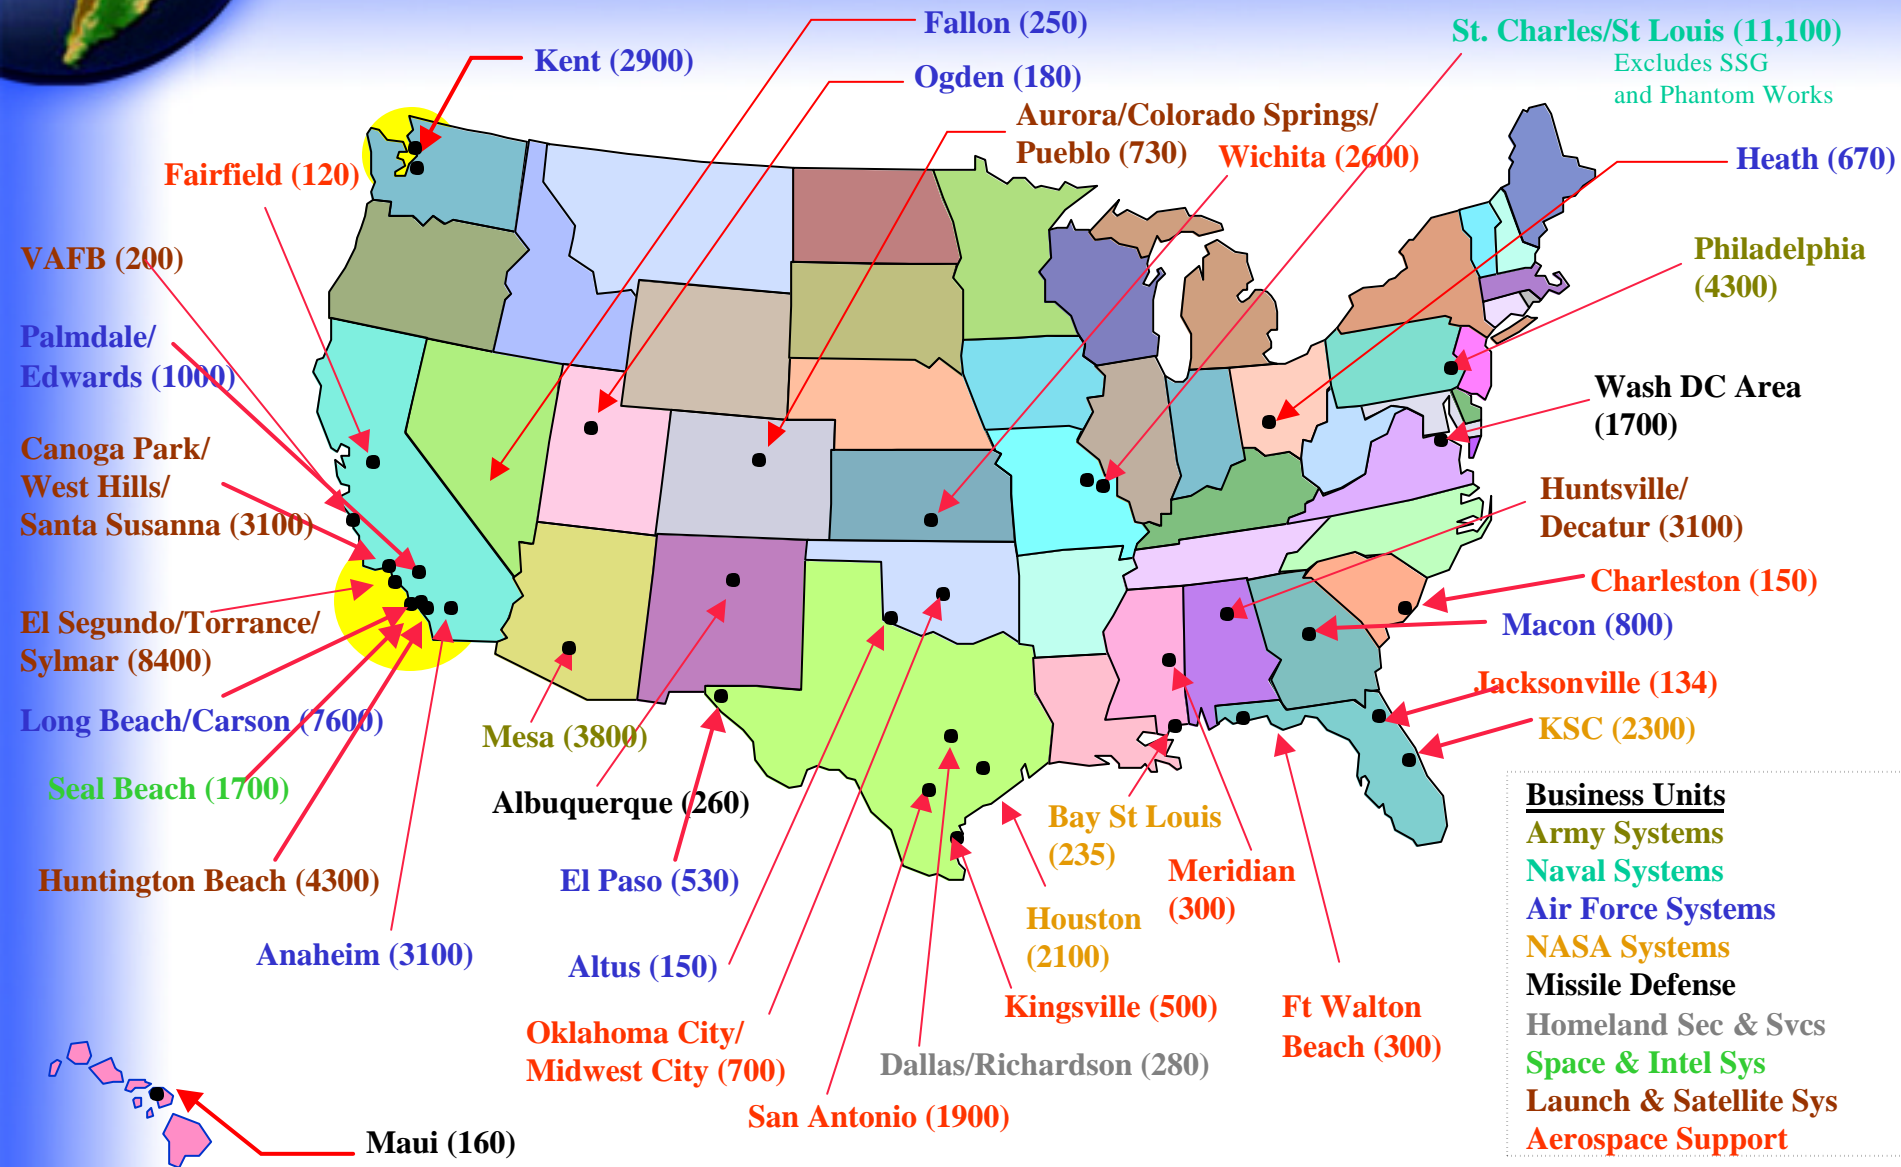 Fallon (250)
Kent (2900)
Ogden (180)
St. Charles/St Louis (11,100)
Excludes SSG
and Phantom Works
Aurora/Colorado Springs/
Pueblo (730)
Wichita (2600)
Heath (670)
Fairfield (120)
VAFB (200)
Philadelphia
(4300)
Palmdale/
Edwards (1000)
Wash DC Area
(1700)
Canoga Park/
West Hills/
Santa Susanna (3100)
Huntsville/
Decatur (3100)
Charleston (150)
El Segundo/Torrance/
Sylmar (8400)
Macon (800)
Jacksonville (134)
Long Beach/Carson (7600)
Mesa (3800)
KSC (2300)
Seal Beach (1700)
Albuquerque (260)
Bay St Louis
(235)
Huntington Beach (4300)
El Paso (530)
Meridian
(300)
Houston
(2100)
Anaheim (3100)
Altus (150)
Kingsville (500)
Ft Walton
Beach (300)
Oklahoma City/
Midwest City (700)
Dallas/Richardson (280)
San Antonio (1900)
Maui (160)
Business Units
Army Systems
Naval Systems
Air Force Systems
NASA Systems
Missile Defense
Homeland Sec & Svcs
Space & Intel Sys
Launch & Satellite Sys
Aerospace Support